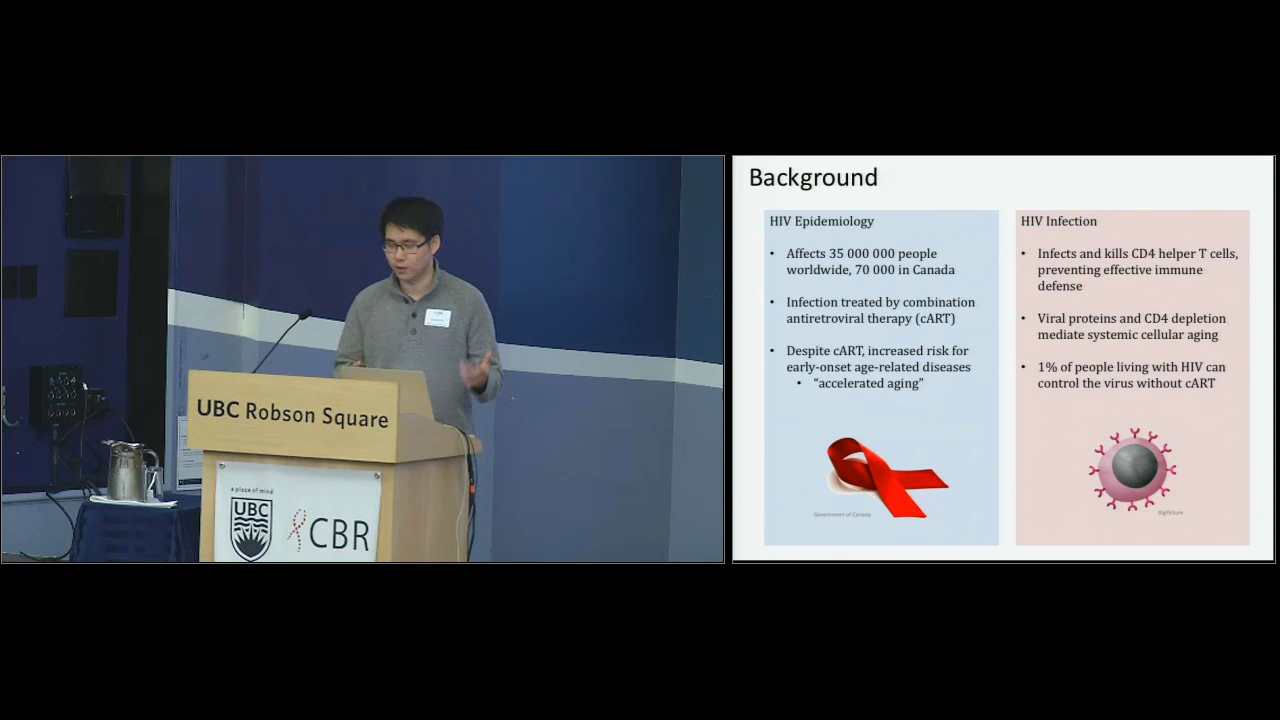 UBC Robson Square
a place of mind
UBC
CBR
Background
HIV Epidemiology
• Affects 35 000 000 people
worldwide, 70 000 in Canada
• Infection treated by combination
antiretroviral therapy (cART)
• Despite cART, increased risk for
early-onset age-related diseases
• “accelerated aging”
Government of Canada
HIV Infection
• Infects and kills CD4 helper T cells,
preventing effective immune
defense
• Viral proteins and CD4 depletion
mediate systemic cellular aging
• 1% of people living with HIV can
control the virus without cART
BigPicture